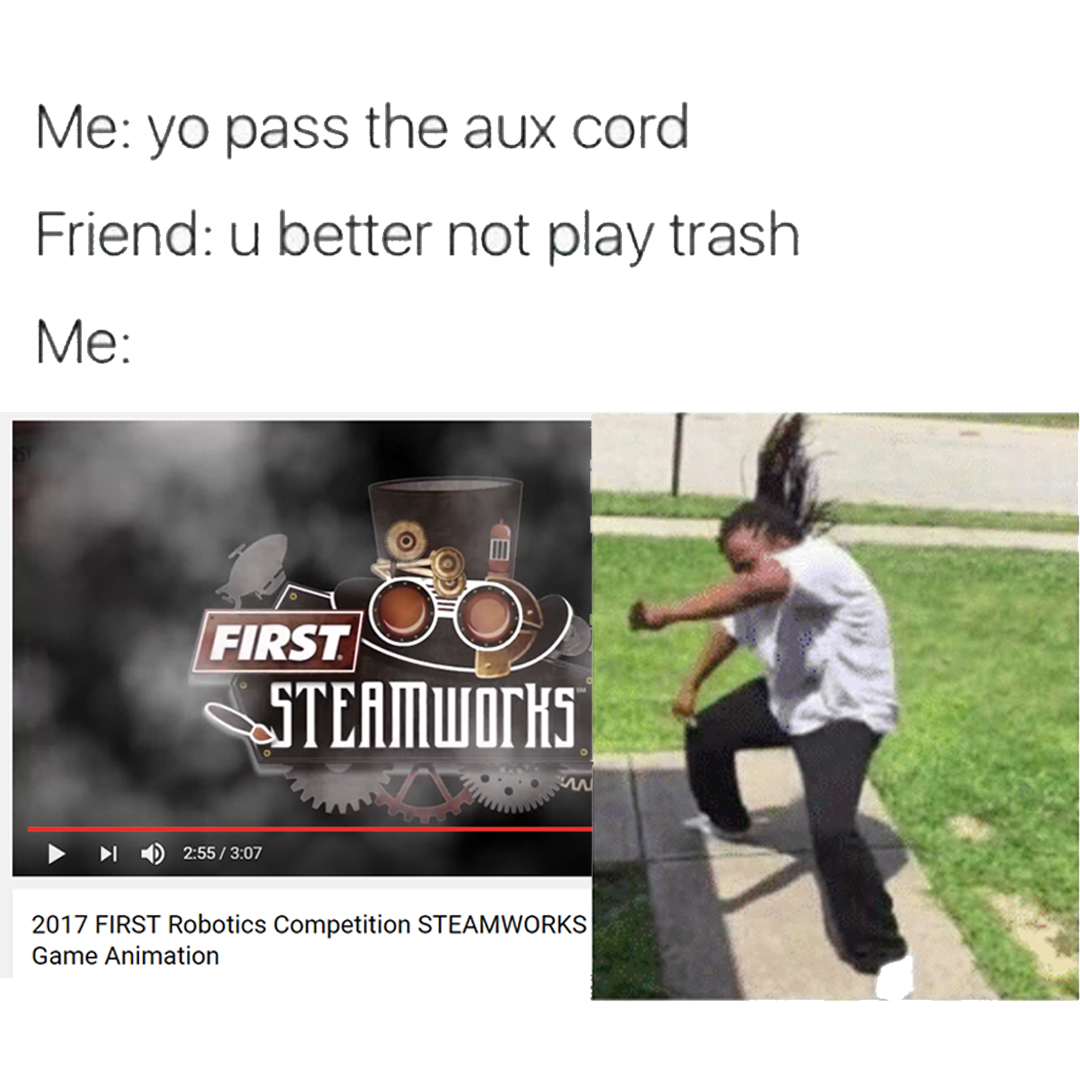 Me: yo pass the aux cord
Friend: u better not play trash
Me:
FIRST
STEAMWORKS
2:55 / 3:07
2017 FIRST Robotics Competition STEAMWORKS
Game Animation